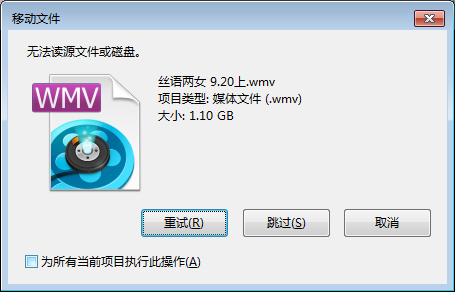 移动文件
无法读源文件或磁盘。
WMV
丝语两女 9.20上.wmv
项目类型: 媒体文件 (.wmv)
大小: 1.10 GB
重试(R)
跳过(S)
取消
为所有当前项目执行此操作(A)